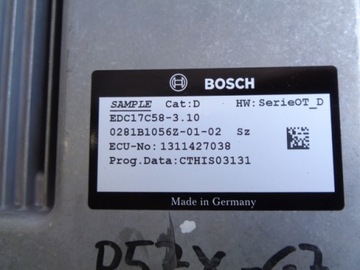 BOSCH
SAMPLE Cat:D HW:SerieOT_D
EDC17C58-3.10
0281B1056Z-01-02 Sz
ECU-No:1311427038
Prog.Data:CTHIS03131
Made in Germany